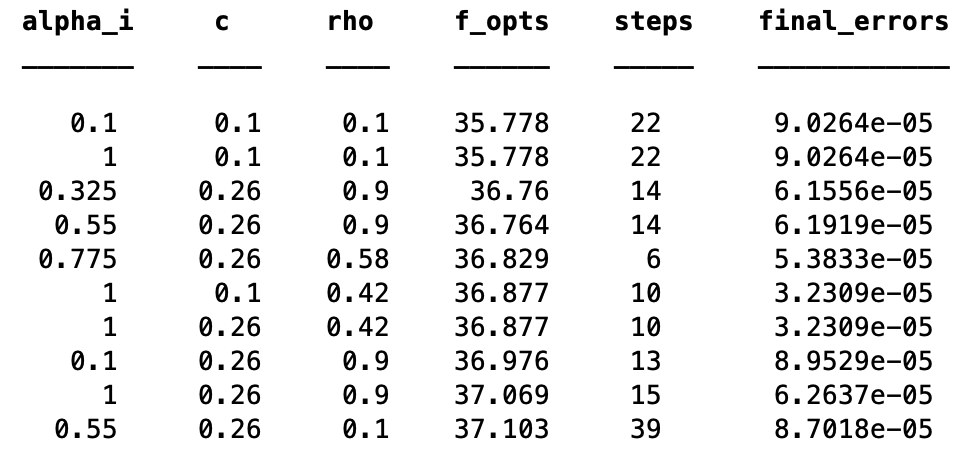 alpha_i c rho f_opts steps final_errors
0.1 0.1 0.1 35.778 22 9.0264e-05
1 0.1 0.1 35.778 22 9.0264e-05
0.325 0.26 0.9 36.76 14 6.1556e-05
0.55 0.26 0.9 36.764 14 6.1919e-05
0.775 0.26 0.58 36.829 6 5.3833e-05
1 0.1 0.42 36.877 10 3.2309e-05
1 0.26 0.42 36.877 10 3.2309e-05
0.1 0.26 0.9 36.976 13 8.9529e-05
1 0.26 0.9 37.069 15 6.2637e-05
0.55 0.26 0.1 37.103 39 8.7018e-05